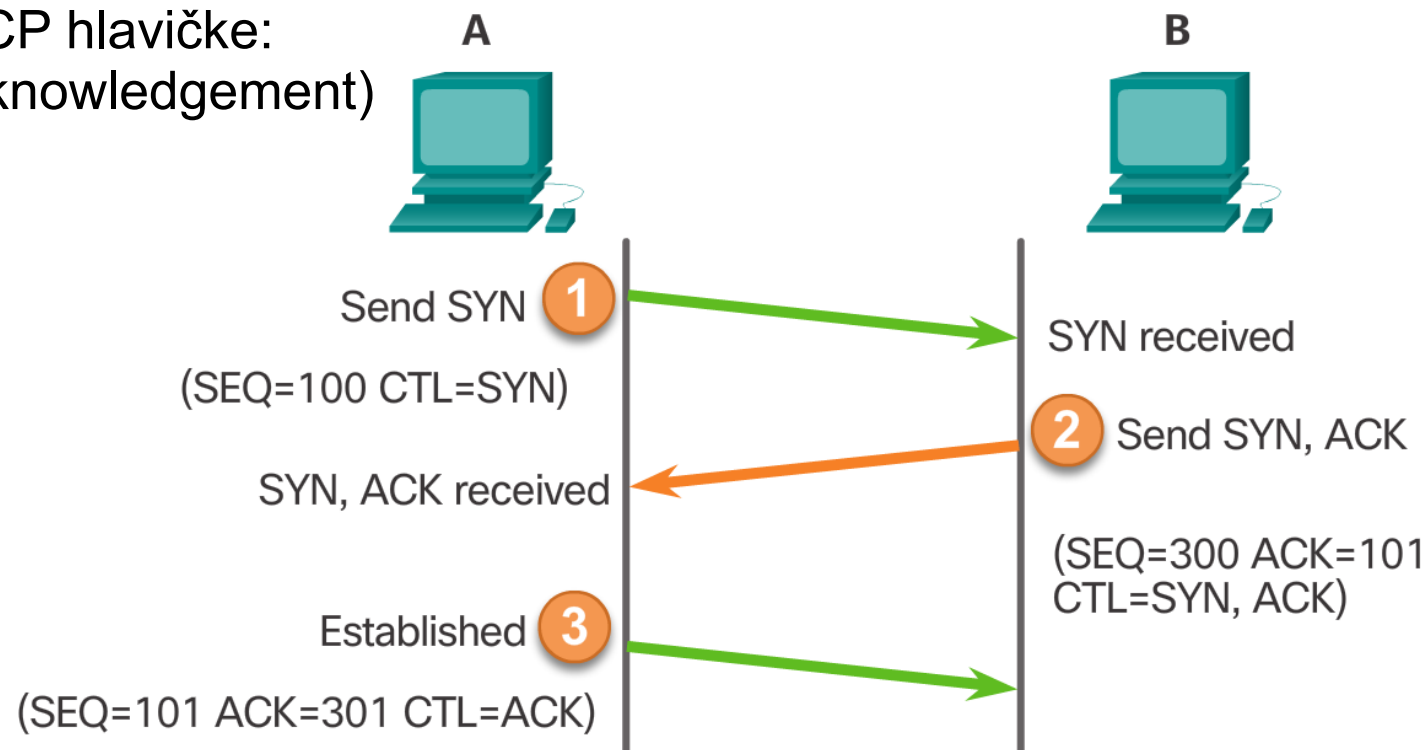 CP hlavičke:
knowledgement)
A
B
Send SYN 1
SYN received
(SEQ=100 CTL=SYN)
2 Send SYN, ACK
SYN, ACK received
(SEQ=300 ACK=101
CTL=SYN, ACK)
Established 3
(SEQ=101 ACK=301 CTL=ACK)